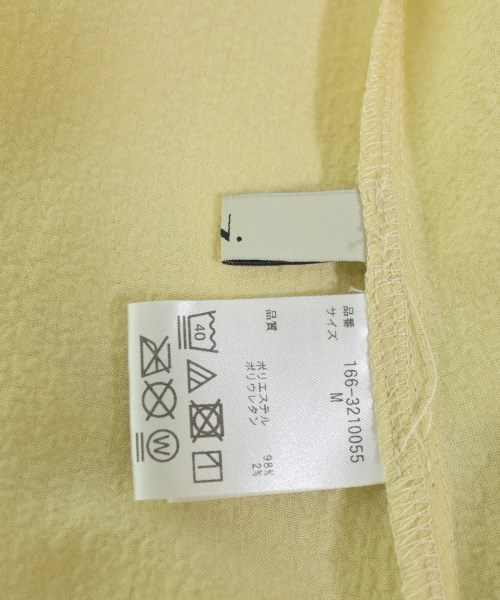 品番 166-3210055
サイズ M
品質
ポリエステル 98%
ポリウレタン 2%
40
W